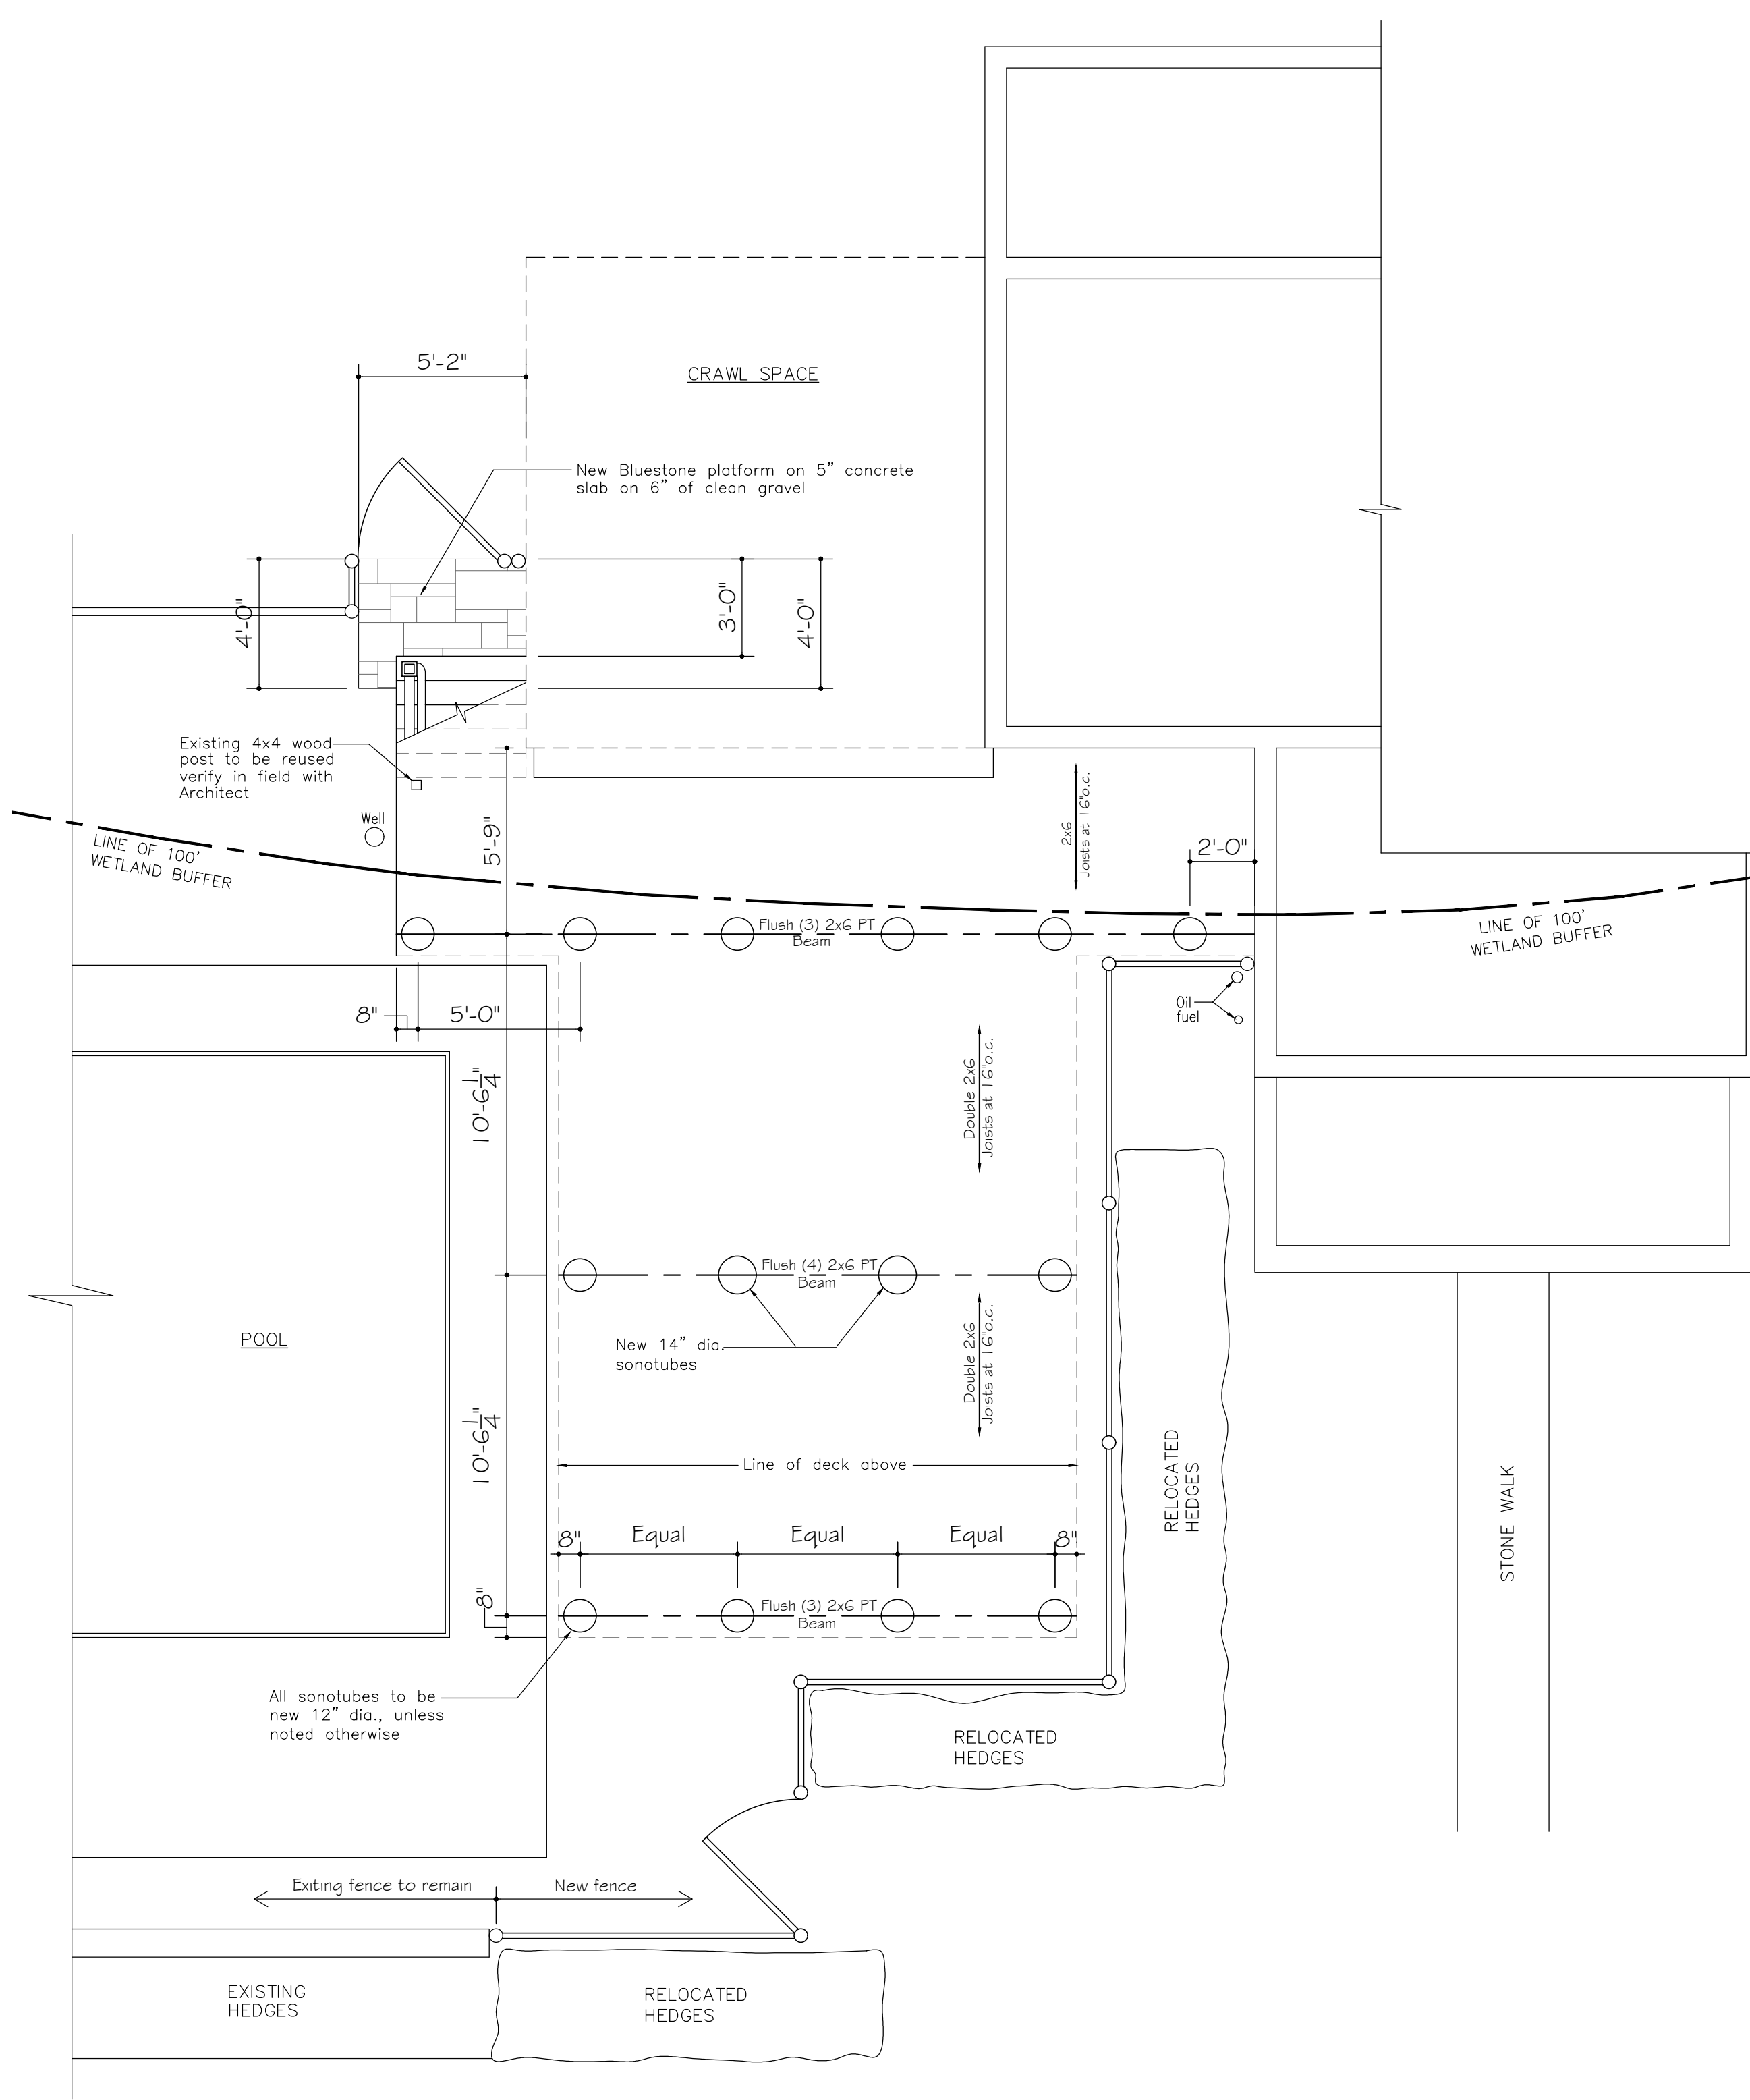 5'-2"
CRAWL SPACE
New Bluestone platform on 5" concrete
slab on 6" of clean gravel
4'-0"
3'-0"
4'-0"
Existing 4x4 wood
post to be reused
verify in field with
Architect
Well
5'-9"
2x6
Joists at 16"o.c.
2'-0"
LINE OF 100'
WETLAND BUFFER
LINE OF 100'
WETLAND BUFFER
Flush (3) 2x6 PT
Beam
8"
5'-0"
Oil
fuel
10'-6 1/4"
Double 2x6
Joists at 16"o.c.
Flush (4) 2x6 PT
Beam
POOL
New 14" dia.
sonotubes
Double 2x6
Joists at 16"o.c.
10'-6 1/4"
Line of deck above
RELOCATED
HEDGES
STONE WALK
8"
Equal
Equal
Equal
8"
8"
Flush (3) 2x6 PT
Beam
All sonotubes to be
new 12" dia., unless
noted otherwise
RELOCATED
HEDGES
Exiting fence to remain
New fence
EXISTING
HEDGES
RELOCATED
HEDGES